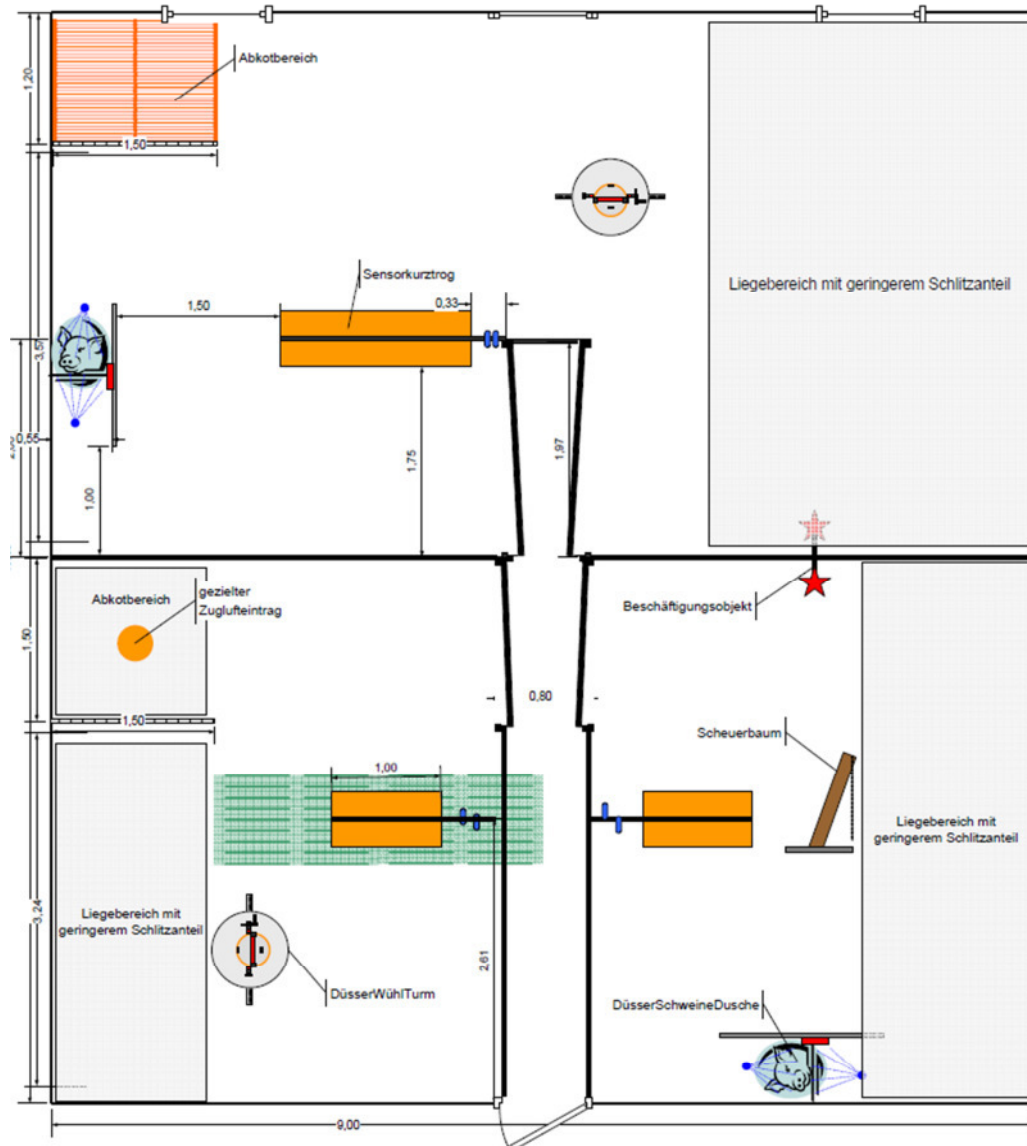 Abkotbereich
1,20
1,50
Liegebereich mit geringerem Schlitzanteil
Sensorkurztrog
0,33
1,50
3,57
0,55
1,75
1,97
1,00
Beschäftigungsobjekt
Abkotbereich
gezielter
Zuglufteintrag
1,50
1,50
0,80
Scheuerbaum
1,00
Liegebereich mit
geringerem Schlitzanteil
3,24
Liegebereich mit
geringerem Schlitzanteil
2,61
DüsserWühlTurm
DüsserSchweineDusche
9,00